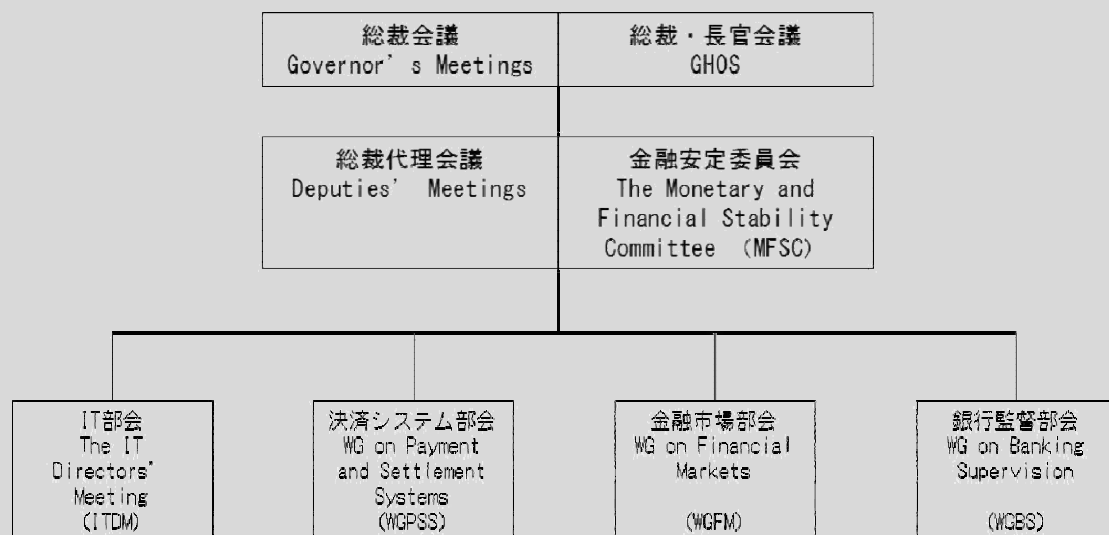 総裁会議
Governor’s Meetings
総裁・長官会議
GHOS
総裁代理会議
Deputies’ Meetings
金融安定委員会
The Monetary and
Financial Stability
Committee （MFSC）
IT部会
The IT
Directors’
Meeting
(ITDM)
決済システム部会
WG on Payment
and Settlement
Systems
(WGPSS)
金融市場部会
WG on Financial
Markets
(WGFM)
銀行監督部会
WG on Banking
Supervision
(WGBS)